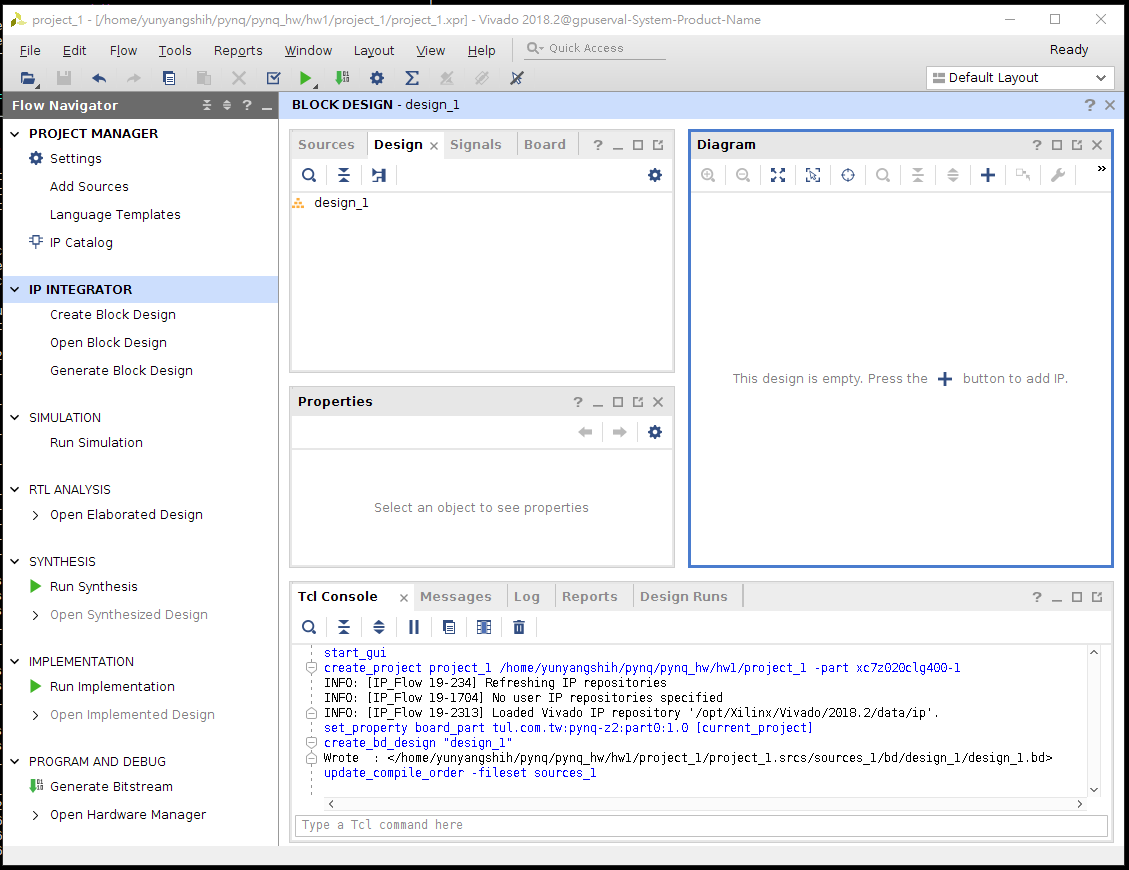 project_1 - [/home/yunyangshih/pynq/pynq_hw/hw1/project_1/project_1.xpr] - Vivado 2018.2@gpuserval-System-Product-Name
File Edit Flow Tools Reports Window Layout View Help Quick Access Ready
Default Layout
Flow Navigator
PROJECT MANAGER
Settings
Add Sources
Language Templates
IP Catalog
IP INTEGRATOR
Create Block Design
Open Block Design
Generate Block Design
SIMULATION
Run Simulation
RTL ANALYSIS
Open Elaborated Design
SYNTHESIS
Run Synthesis
Open Synthesized Design
IMPLEMENTATION
Run Implementation
Open Implemented Design
PROGRAM AND DEBUG
Generate Bitstream
Open Hardware Manager
BLOCK DESIGN - design_1
Sources Design Signals Board
design_1
Properties
Select an object to see properties
Diagram
This design is empty. Press the + button to add IP.
Tcl Console Messages Log Reports Design Runs
start_gui
create_project project_1 /home/yunyangshih/pynq/pynq_hw/hw1/project_1 -part xc7z020clg400-1
INFO: [IP_Flow 19-234] Refreshing IP repositories
INFO: [IP_Flow 19-1704] No user IP repositories specified
INFO: [IP_Flow 19-2313] Loaded Vivado IP repository '/opt/Xilinx/Vivado/2018.2/data/ip'.
set_property board_part tul.com.tw:pynq-z2:part0:1.0 [current_project]
create_bd_design "design_1"
Wrote  : </home/yunyangshih/pynq/pynq_hw/hw1/project_1/project_1.srcs/sources_1/bd/design_1/design_1.bd>
update_compile_order -fileset sources_1
Type a Tcl command here